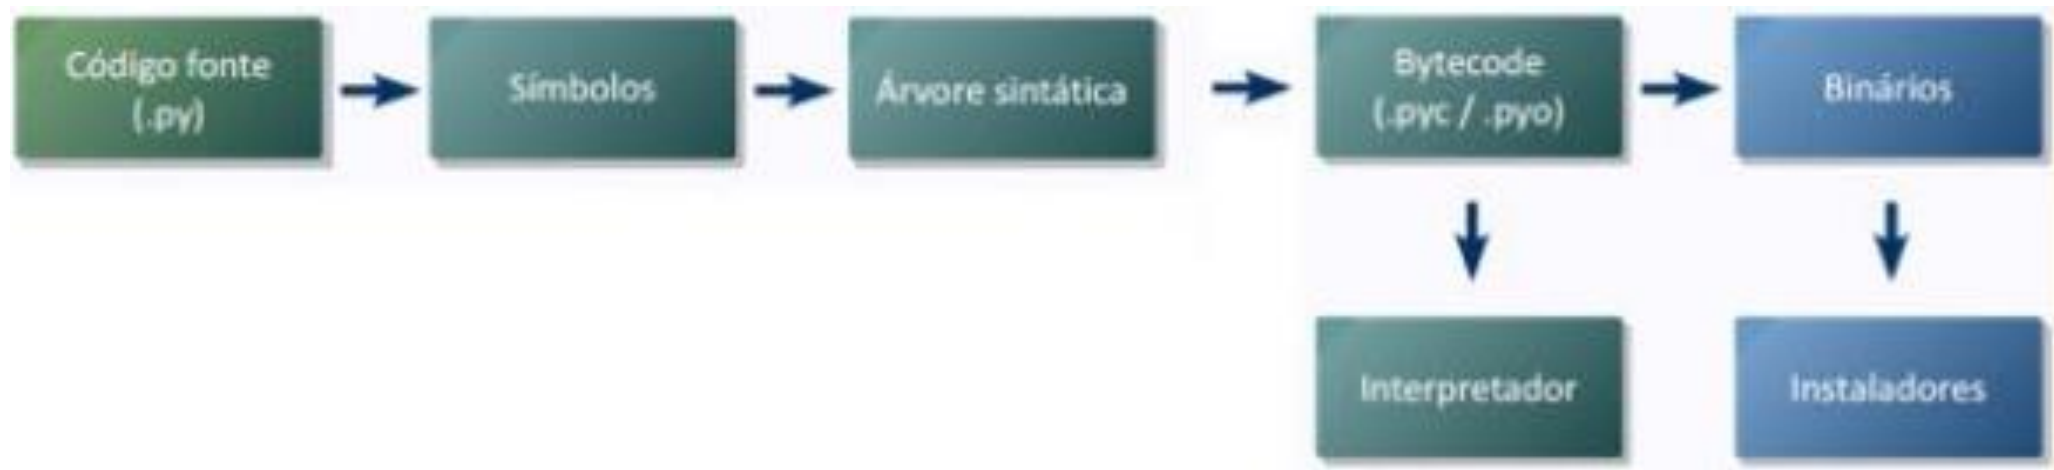 Código fonte
(.py)
Símbolos
Árvore sintática
Bytecode
(.pyc / .pyo)
Binários
Interpretador
Instaladores